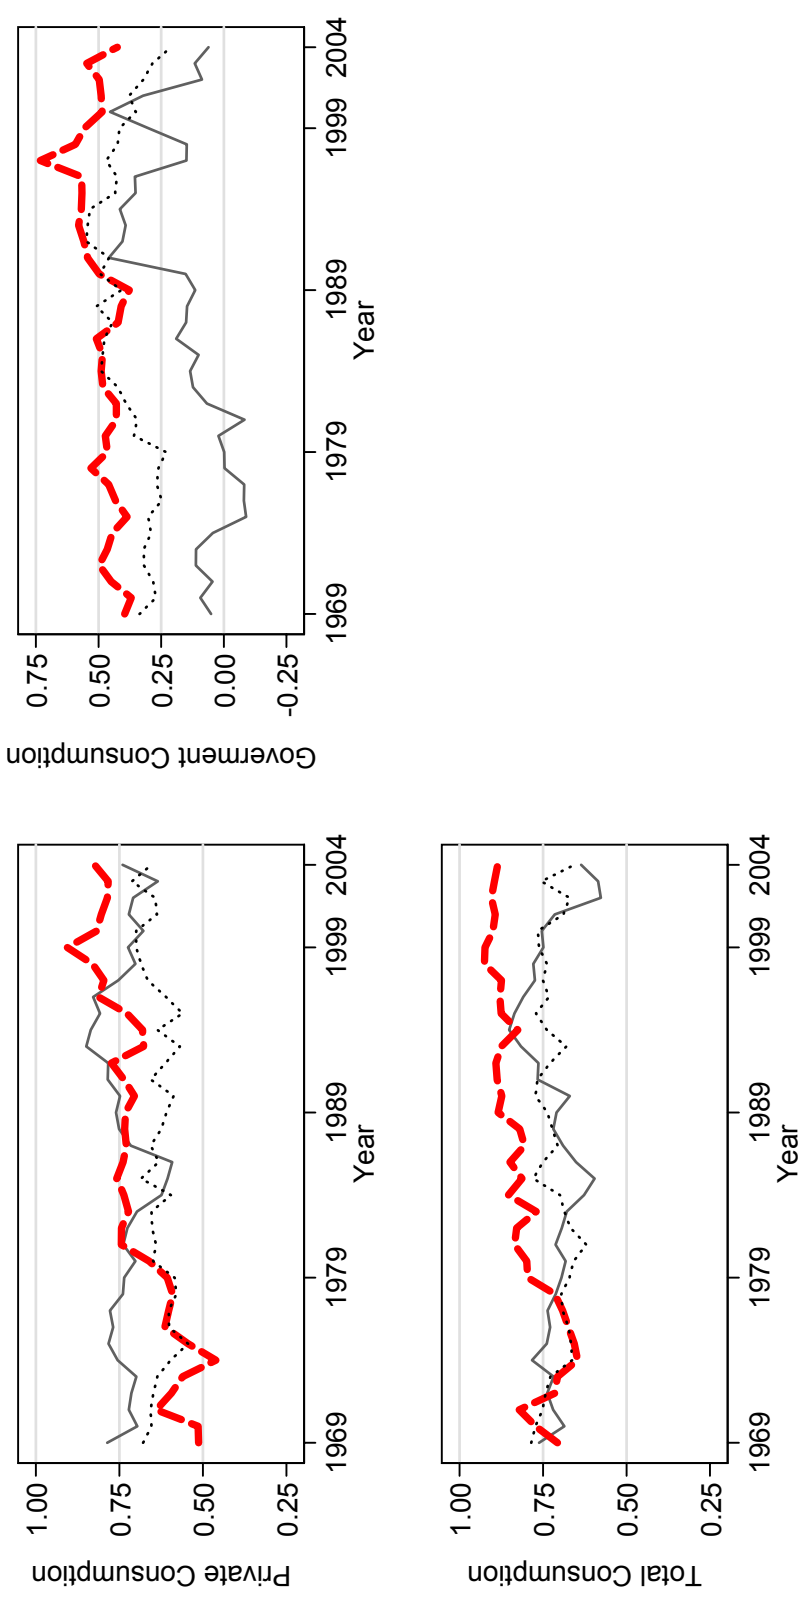 Private Consumption
1.00
0.75
0.50
0.25
1969 1979 1989 1999 2004
Year
Goverment Consumption
0.75
0.50
0.25
0.00
-0.25
1969 1979 1989 1999 2004
Year
Total Consumption
1.00
0.75
0.50
0.25
1969 1979 1989 1999 2004
Year